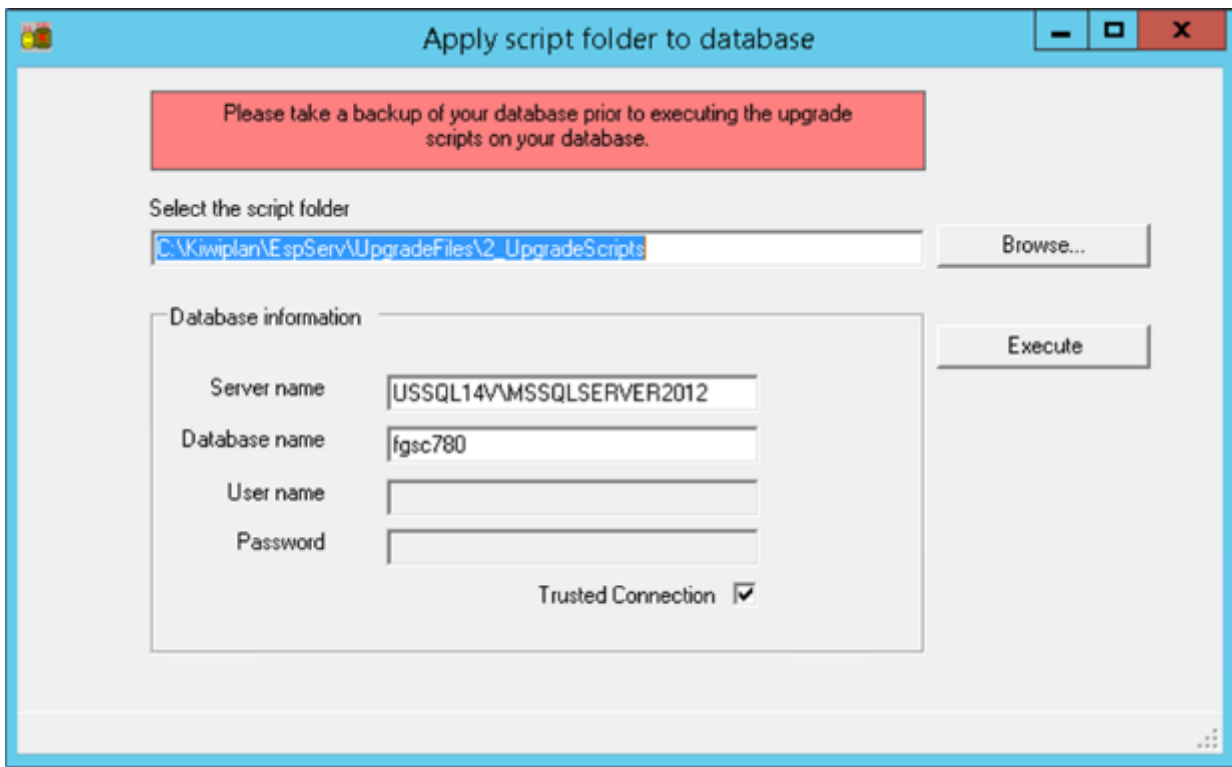 Apply script folder to database
Please take a backup of your database prior to executing the upgrade
scripts on your database.
Select the script folder
C:\Kiwiplan\EspServ\UpgradeFiles\2_UpgradeScripts
Browse...
Database information
Execute
Server name
USSQL14V\MSSQLSERVER2012
Database name
fgsc780
User name
Password
Trusted Connection